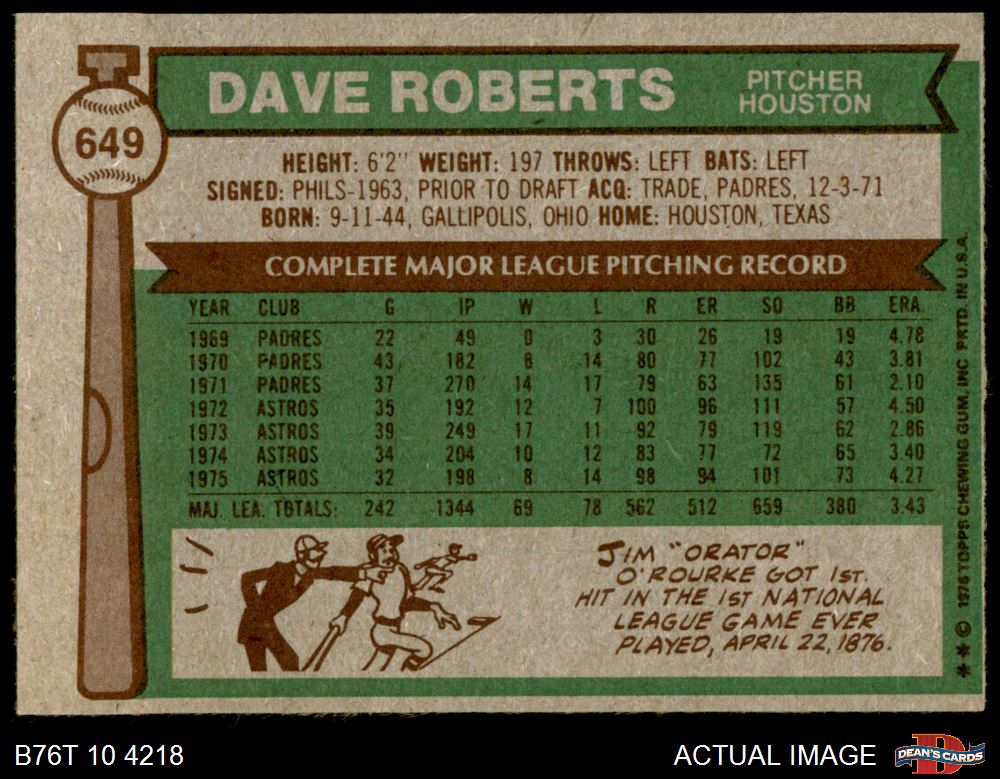 649
DAVE ROBERTS
PITCHER
HOUSTON
HEIGHT: 6'2" WEIGHT: 197 THROWS: LEFT BATS: LEFT
SIGNED: PHILS-1963, PRIOR TO DRAFT ACQ: TRADE, PADRES, 12-3-71
BORN: 9-11-44, GALLIPOLIS, OHIO HOME: HOUSTON, TEXAS
COMPLETE MAJOR LEAGUE PITCHING RECORD
YEAR CLUB G IP W L R ER SO BB ERA.
1969 PADRES 22 49 0 3 30 26 19 19 4.78
1970 PADRES 43 182 8 14 80 77 102 43 3.81
1971 PADRES 37 270 14 17 79 63 135 61 2.10
1972 ASTROS 35 192 12 7 100 96 111 57 4.50
1973 ASTROS 39 249 17 11 92 79 119 62 2.86
1974 ASTROS 34 204 10 12 83 77 72 65 3.40
1975 ASTROS 32 198 8 14 98 94 101 73 4.27
MAJ. LEA. TOTALS: 242 1344 69 78 562 512 659 380 3.43
JIM "ORATOR"
O'ROURKE GOT 1ST.
HIT IN THE 1ST NATIONAL
LEAGUE GAME EVER
PLAYED, APRIL 22, 1876.
** © 1976 TOPPS CHEWING GUM, INC PRTD. IN U.S.A.
B76T 10 4218
ACTUAL IMAGE
DEAN'S CARDS